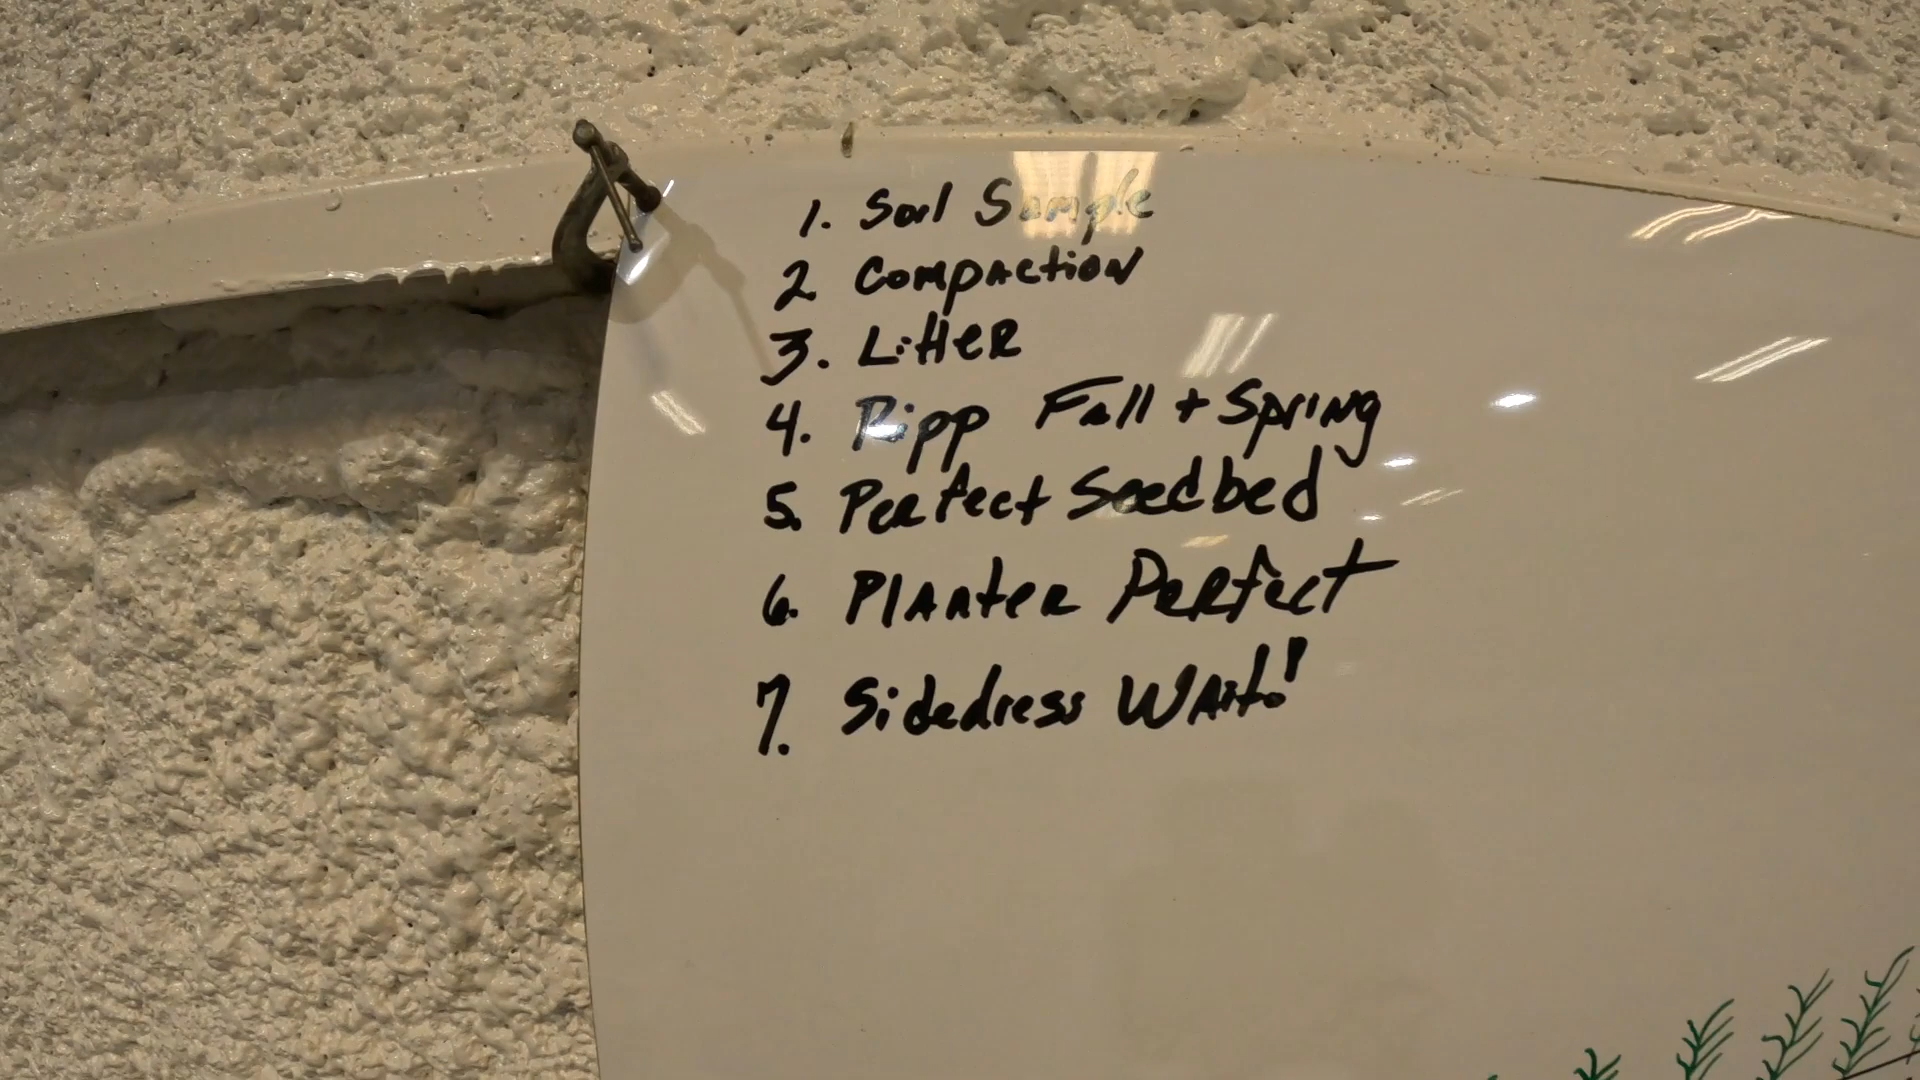 1. Soil Sample
2 Compaction
3. Litter
4. Ripp Fall + Spring
5. Perfect Seedbed
6. Planter Perfect
7. Sidedress Wait!